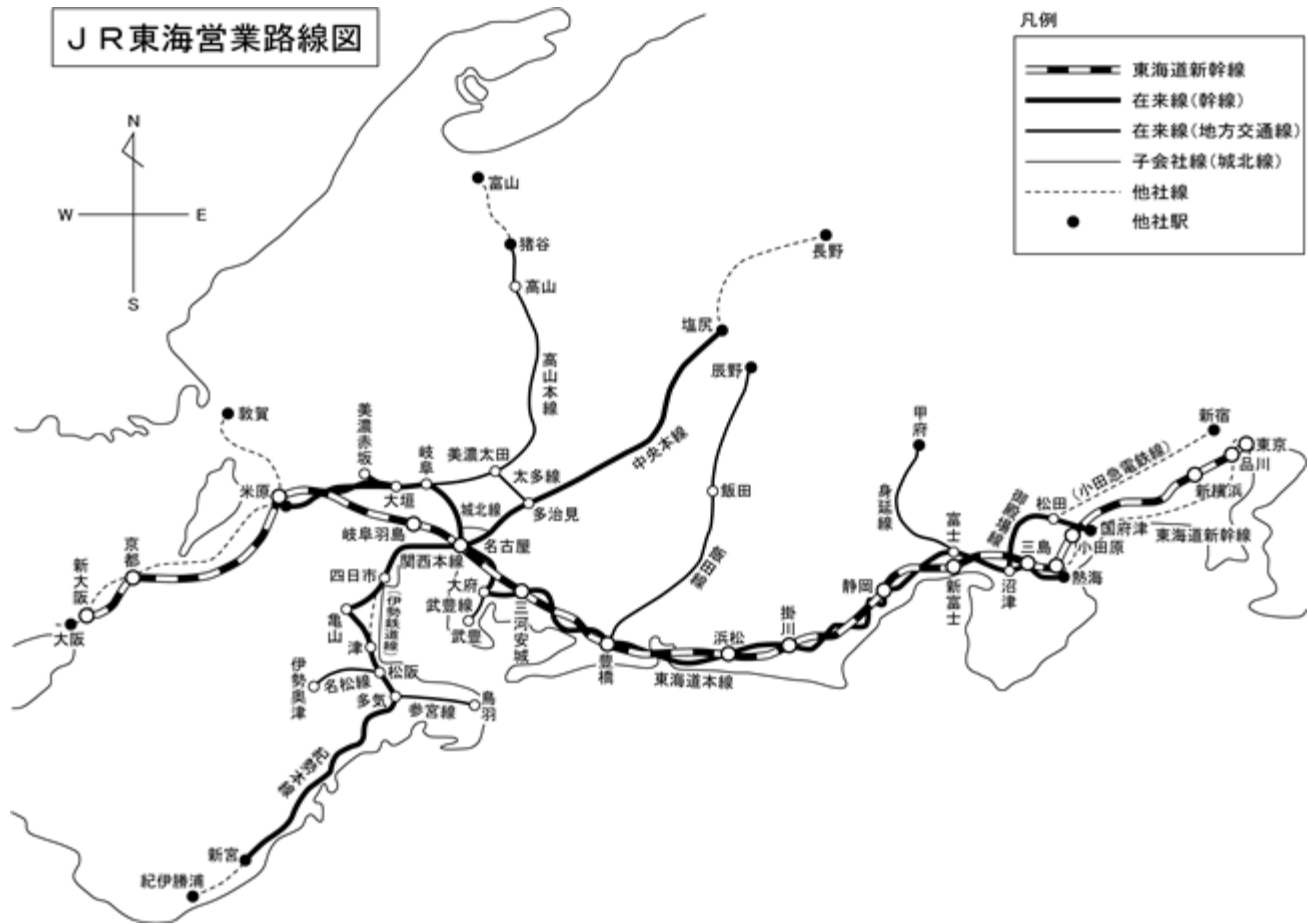 JR東海営業路線図
凡例
東海道新幹線
在来線(幹線)
在来線(地方交通線)
子会社線(城北線)
他社線
他社駅
N
W
E
S
富山
猪谷
高山
高山本線
長野
塩尻
辰野
中央本線
飯田
飯田線
敦賀
美濃赤坂
岐阜
美濃太田
太多線
多治見
米原
大垣
城北線
岐阜羽島
名古屋
関西本線
京都
新大阪
大阪
四日市
(伊勢鉄道線)
大府
武豊線
武豊
三河安城
亀山
津
松阪
名松線
伊勢奥津
多気
参宮線
鳥羽
紀勢本線
新宮
紀伊勝浦
豊橋
東海道本線
浜松
掛川
静岡
甲府
身延線
富士
新富士
御殿場線
沼津
三島
松田
(小田急電鉄線)
新宿
東京
品川
新横浜
国府津
小田原
東海道新幹線
熱海